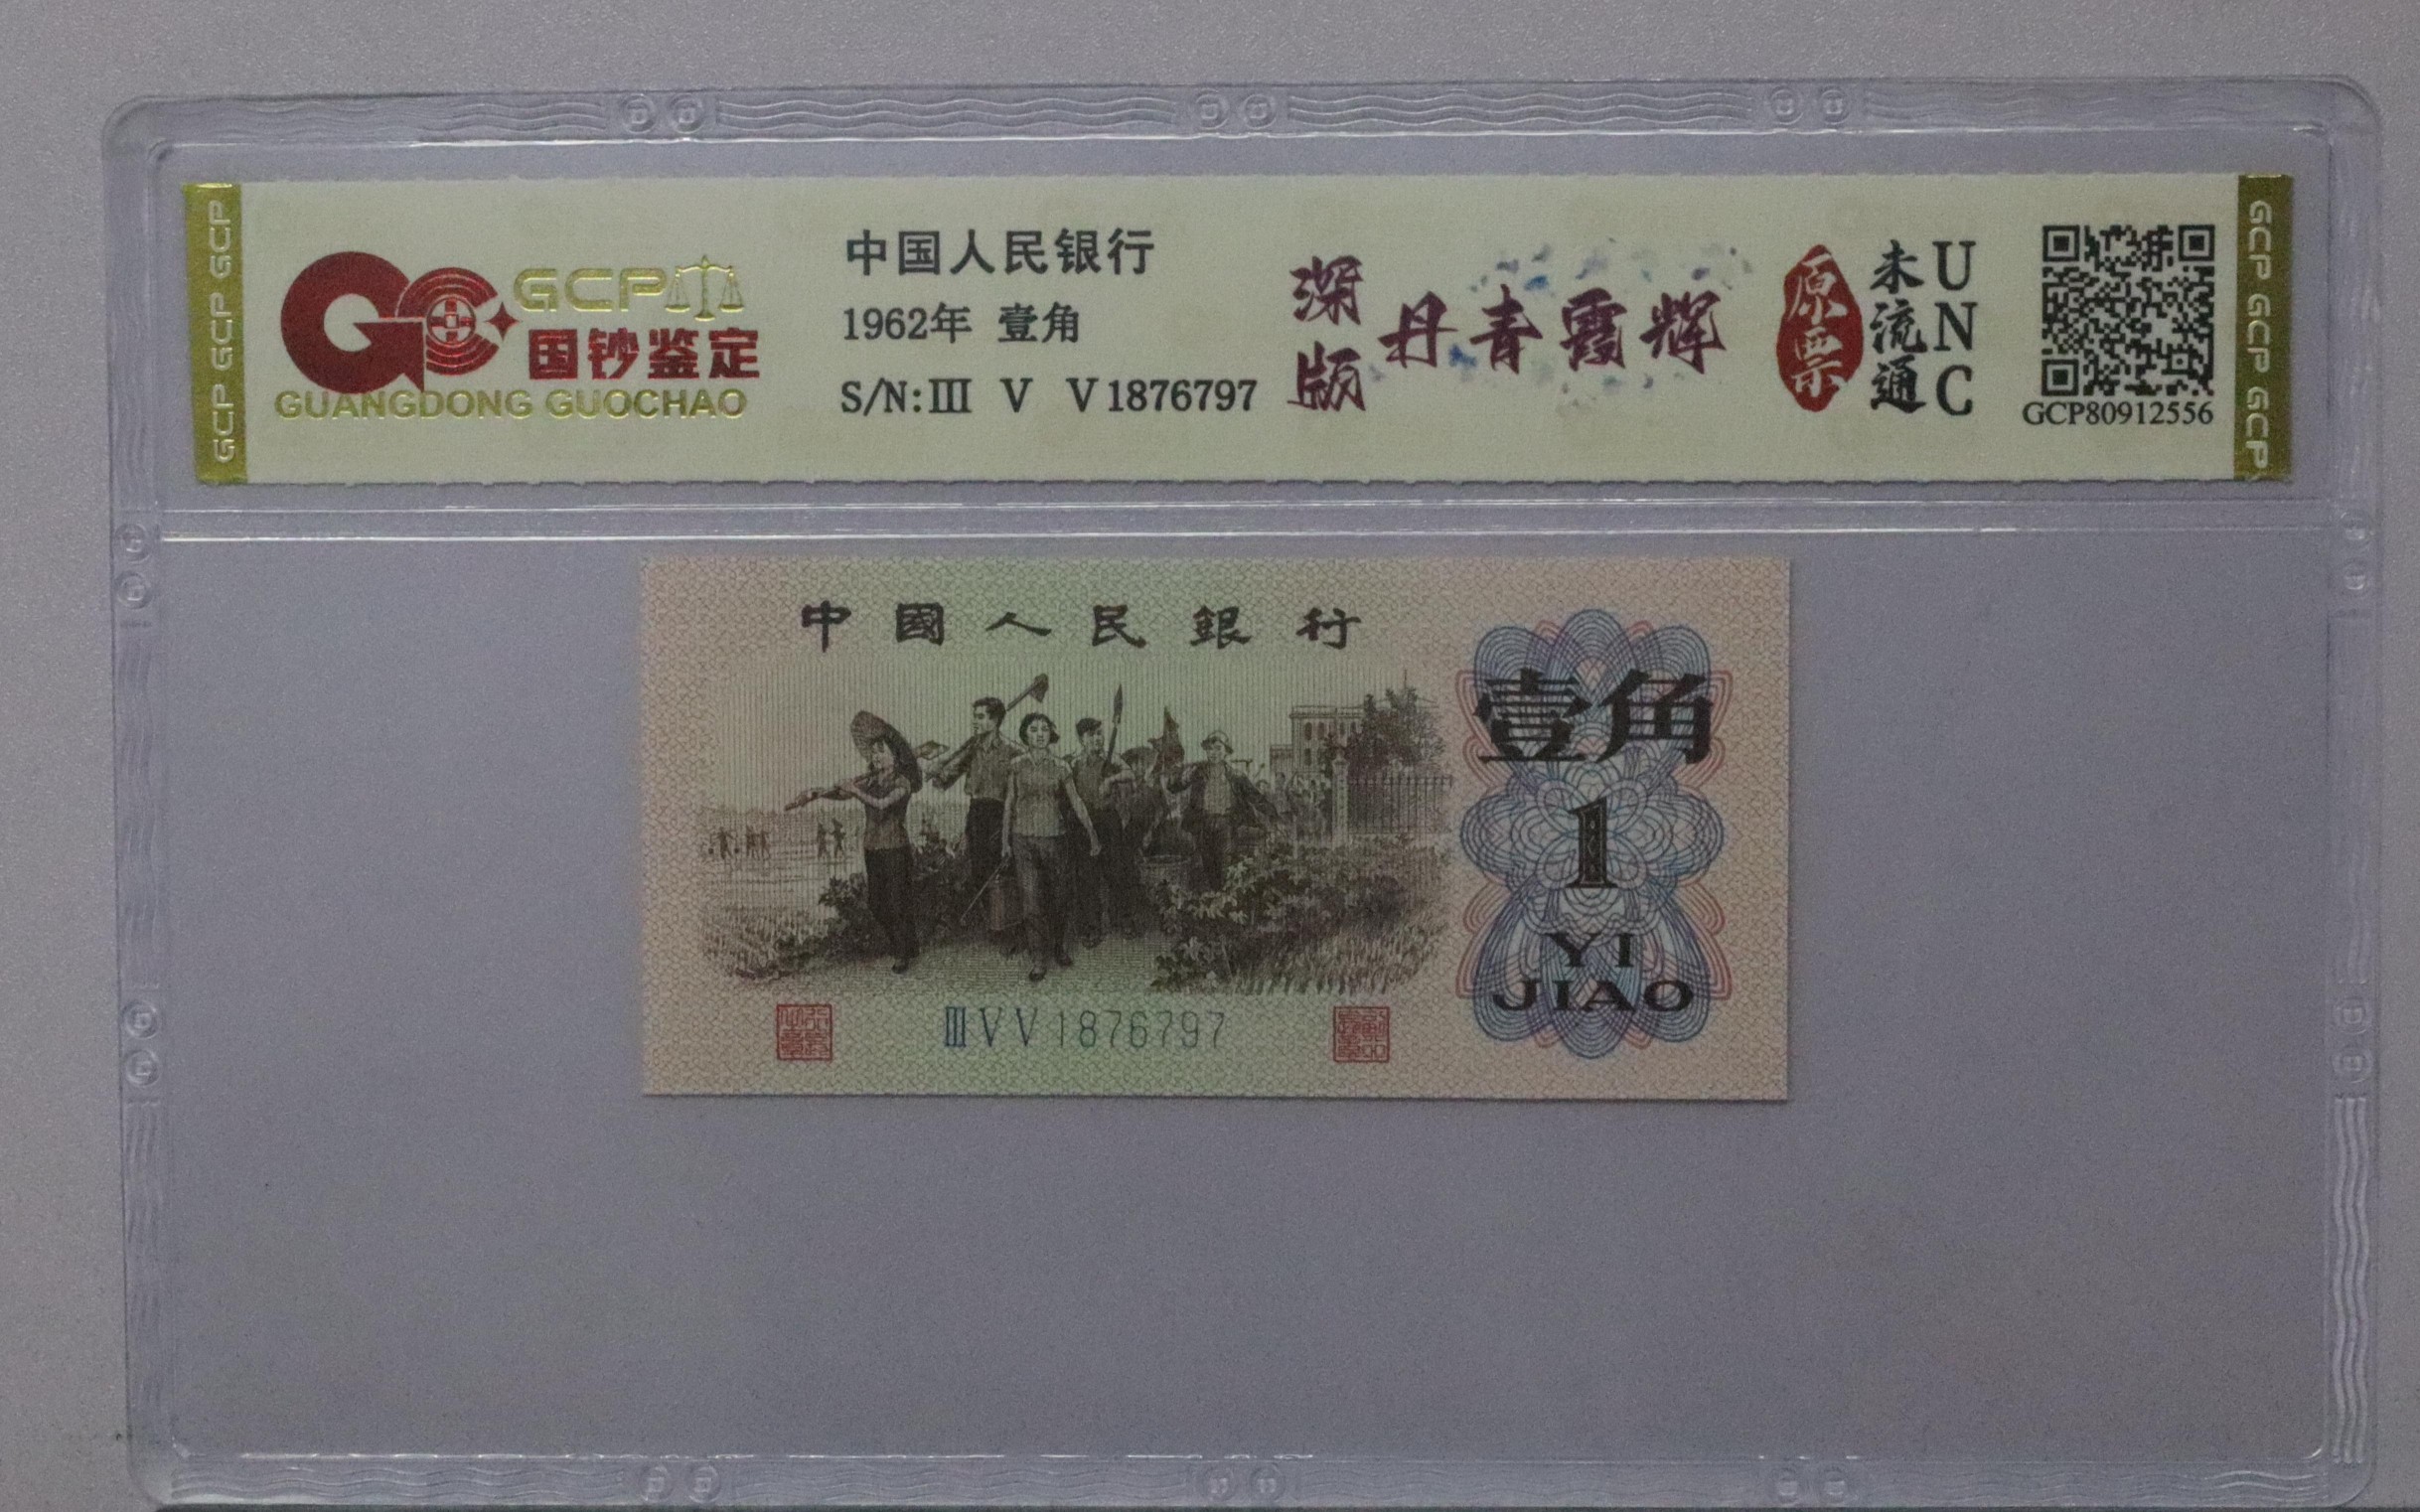 GCP GCP GCP
GCP
国钞鉴定
GUANGDONG GUOCHAO
中国人民银行
1962年 壹角
S/N:Ⅲ Ⅴ Ⅴ1876797
深版
丹青霞辉
原票
未流通
UNC
GCP80912556
GCP GCP GCP
中國人民銀行
壹角
1
YI
JIAO
ⅢⅤⅤ1876797